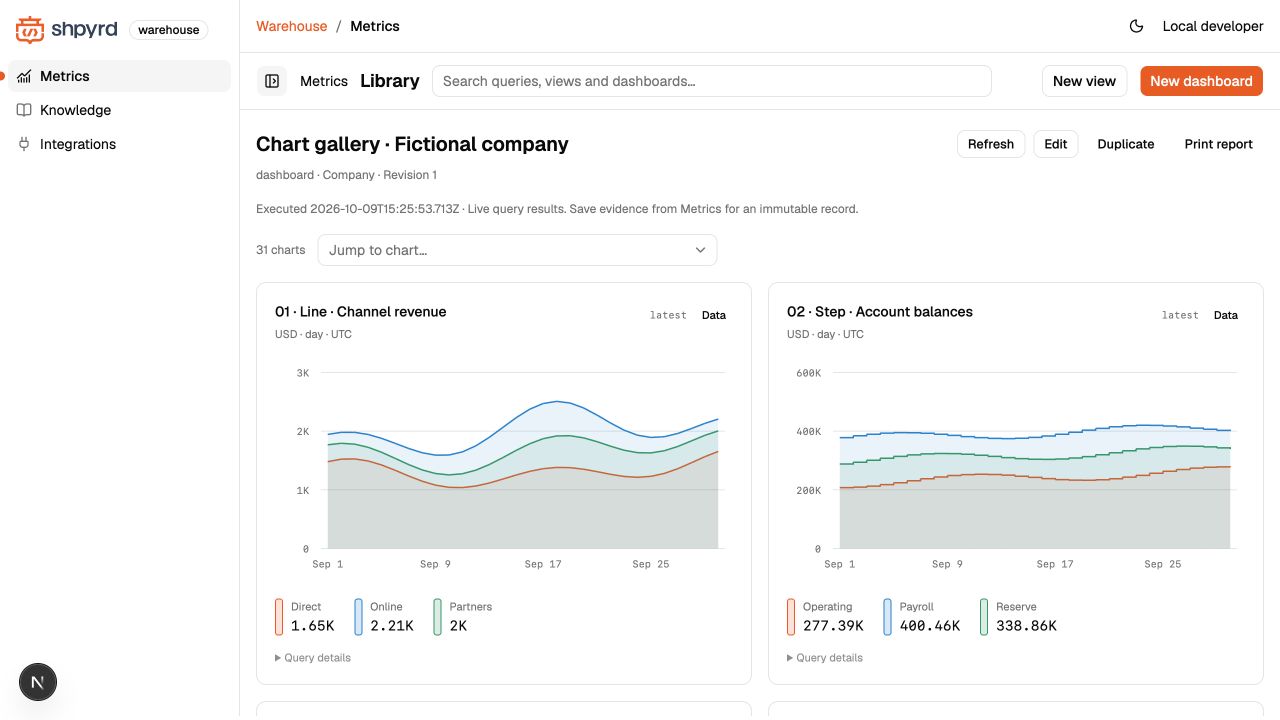 shpyrd warehouse
Warehouse / Metrics
Local developer
Metrics
Knowledge
Integrations
Metrics Library Search queries, views and dashboards... New view New dashboard
Chart gallery · Fictional company
Refresh Edit Duplicate Print report
dashboard · Company · Revision 1
Executed 2026-10-09T15:25:53.713Z · Live query results. Save evidence from Metrics for an immutable record.
31 charts Jump to chart...
01 · Line · Channel revenue
latest Data
USD · day · UTC
3K
2K
1K
0
Sep 1 Sep 9 Sep 17 Sep 25
Direct Online Partners
1.65K 2.21K 2K
Query details
02 · Step · Account balances
latest Data
USD · day · UTC
600K
400K
200K
0
Sep 1 Sep 9 Sep 17 Sep 25
Operating Payroll Reserve
277.39K 400.46K 338.86K
Query details
N